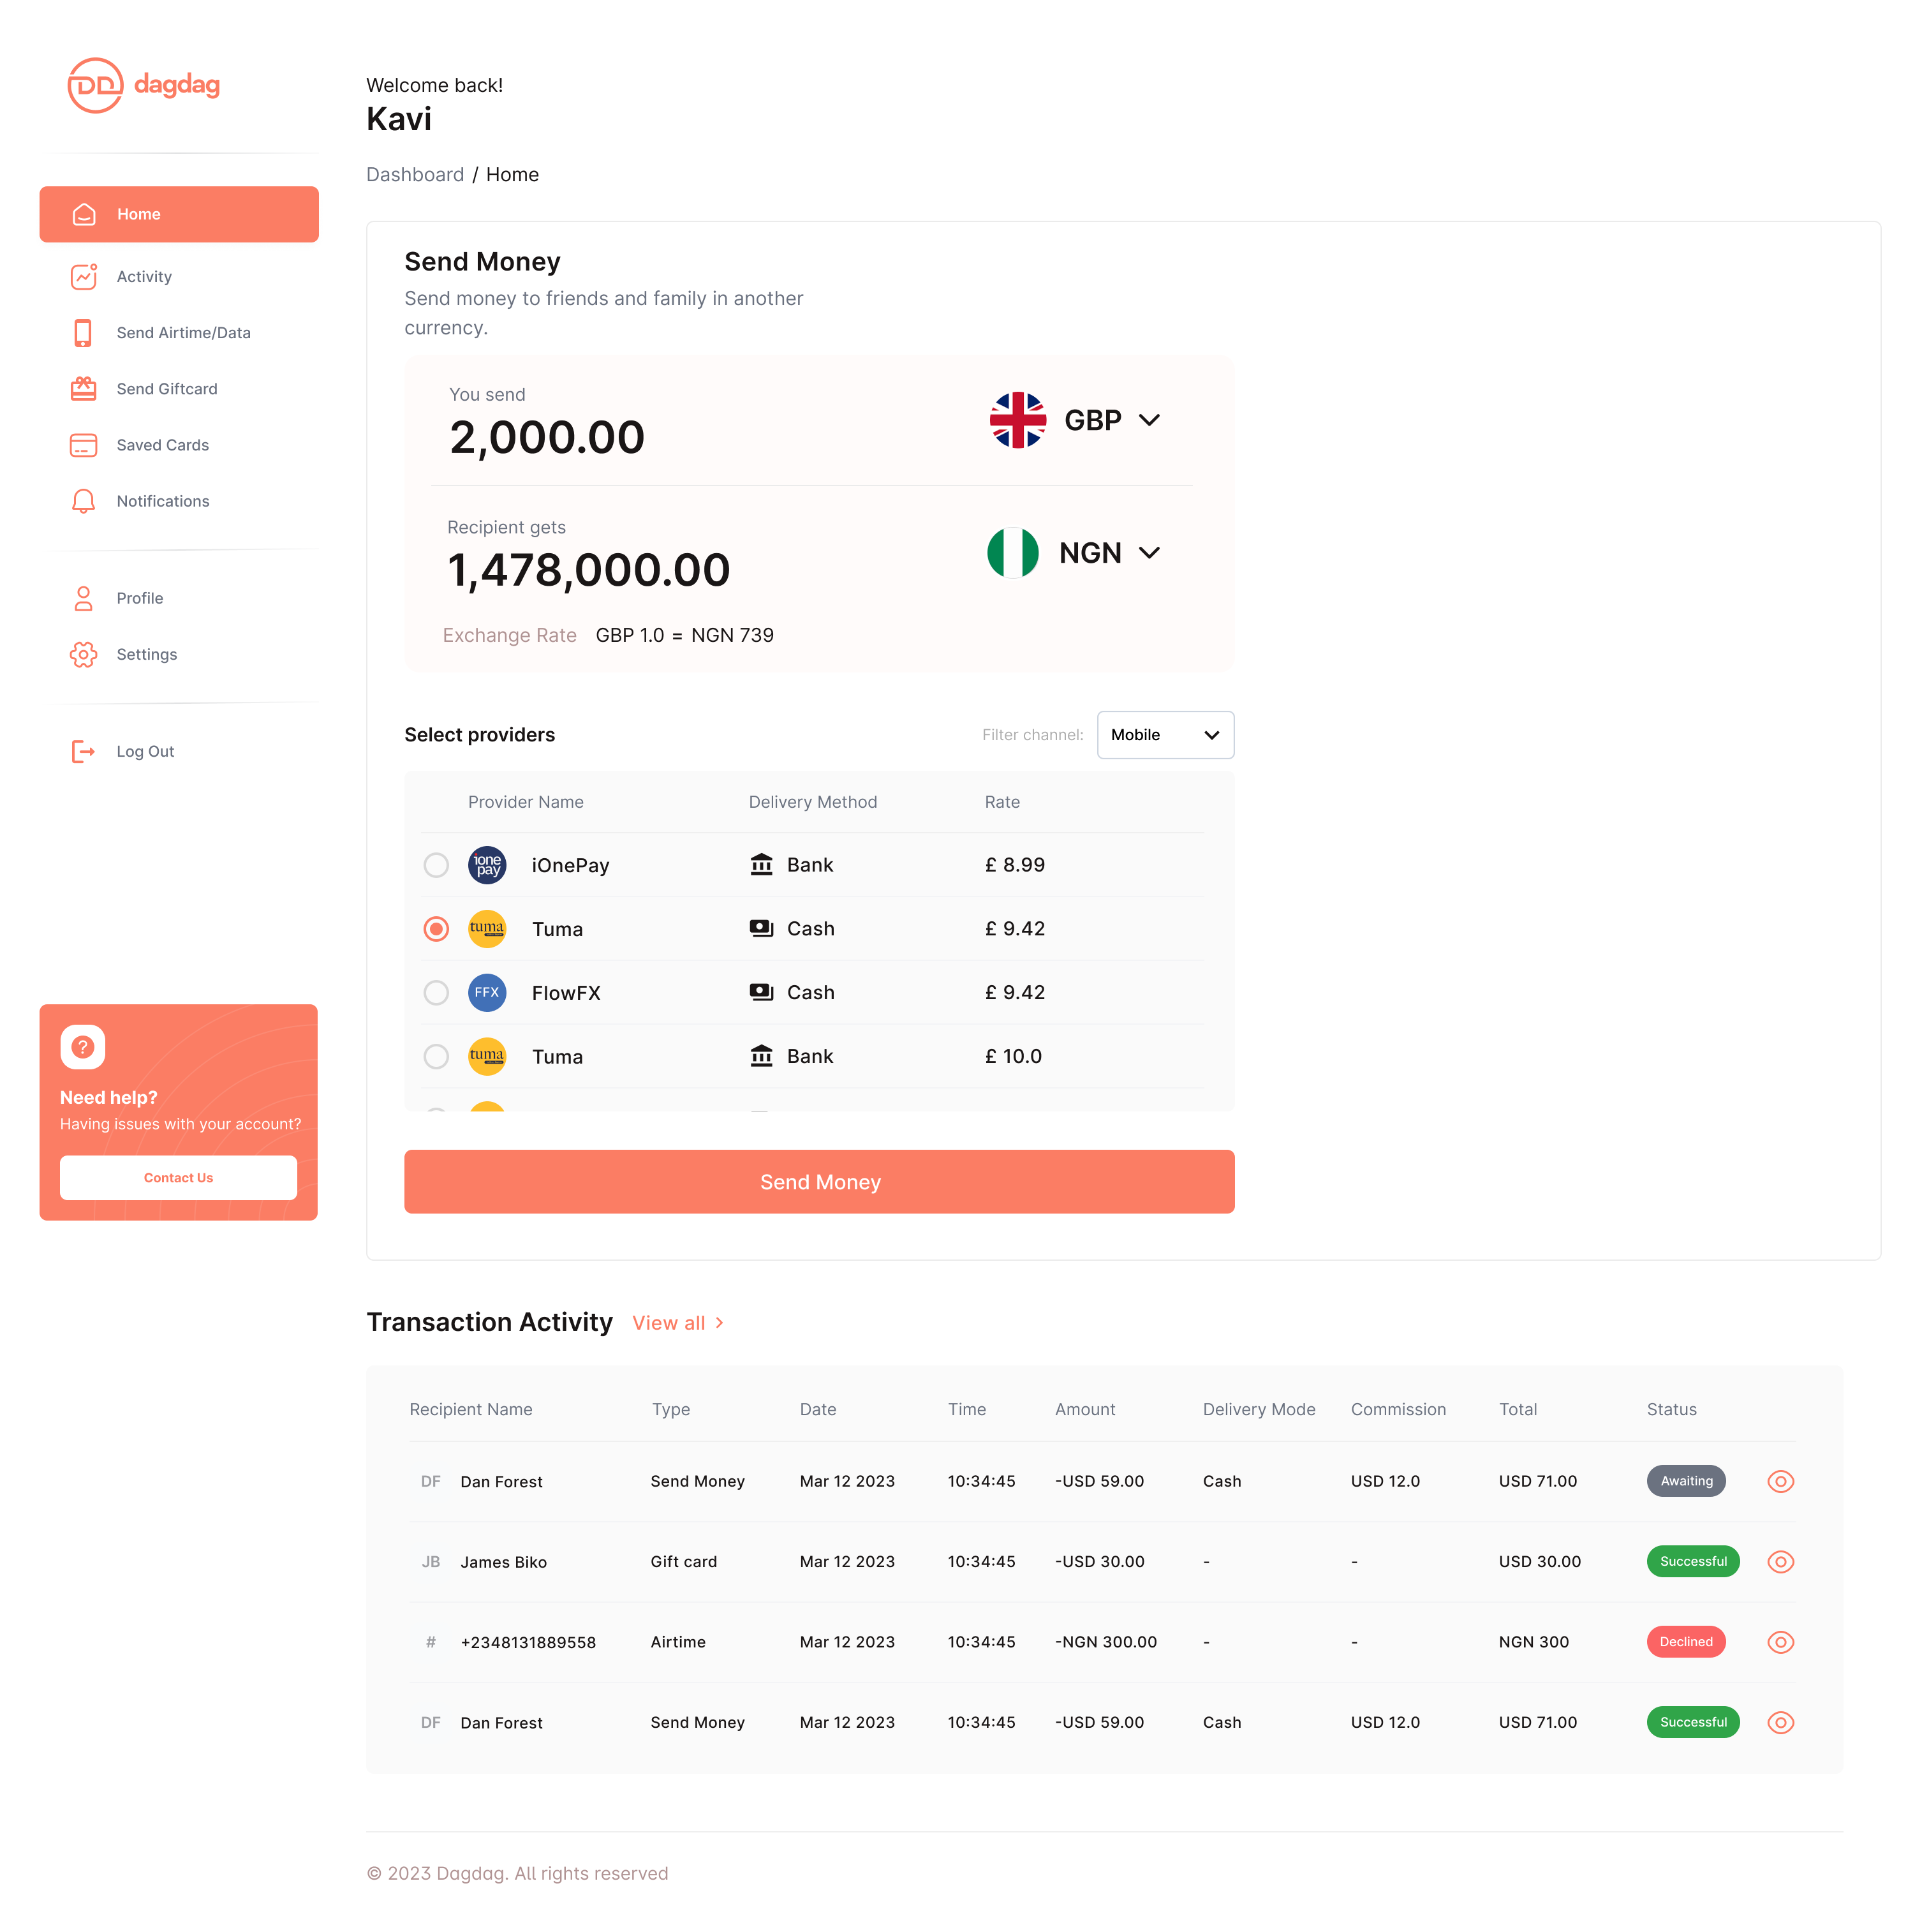 DD dagdag
Home
Activity
Send Airtime/Data
Send Giftcard
Saved Cards
Notifications
Profile
Settings
Log Out
?
Need help?
Having issues with your account?
Contact Us
Welcome back!
Kavi
Dashboard / Home
Send Money
Send money to friends and family in another
currency.
You send
2,000.00
GBP
Recipient gets
1,478,000.00
NGN
Exchange Rate GBP 1.0 = NGN 739
Select providers
Filter channel: Mobile
Provider Name Delivery Method Rate
ione pay iOnePay Bank £ 8.99
tuma Tuma Cash £ 9.42
FFX FlowFX Cash £ 9.42
tuma Tuma Bank £ 10.0
Send Money
Transaction Activity View all >
Recipient Name Type Date Time Amount Delivery Mode Commission Total Status
DF Dan Forest Send Money Mar 12 2023 10:34:45 -USD 59.00 Cash USD 12.0 USD 71.00 Awaiting
JB James Biko Gift card Mar 12 2023 10:34:45 -USD 30.00 - - USD 30.00 Successful
# +2348131889558 Airtime Mar 12 2023 10:34:45 -NGN 300.00 - - NGN 300 Declined
DF Dan Forest Send Money Mar 12 2023 10:34:45 -USD 59.00 Cash USD 12.0 USD 71.00 Successful
© 2023 Dagdag. All rights reserved